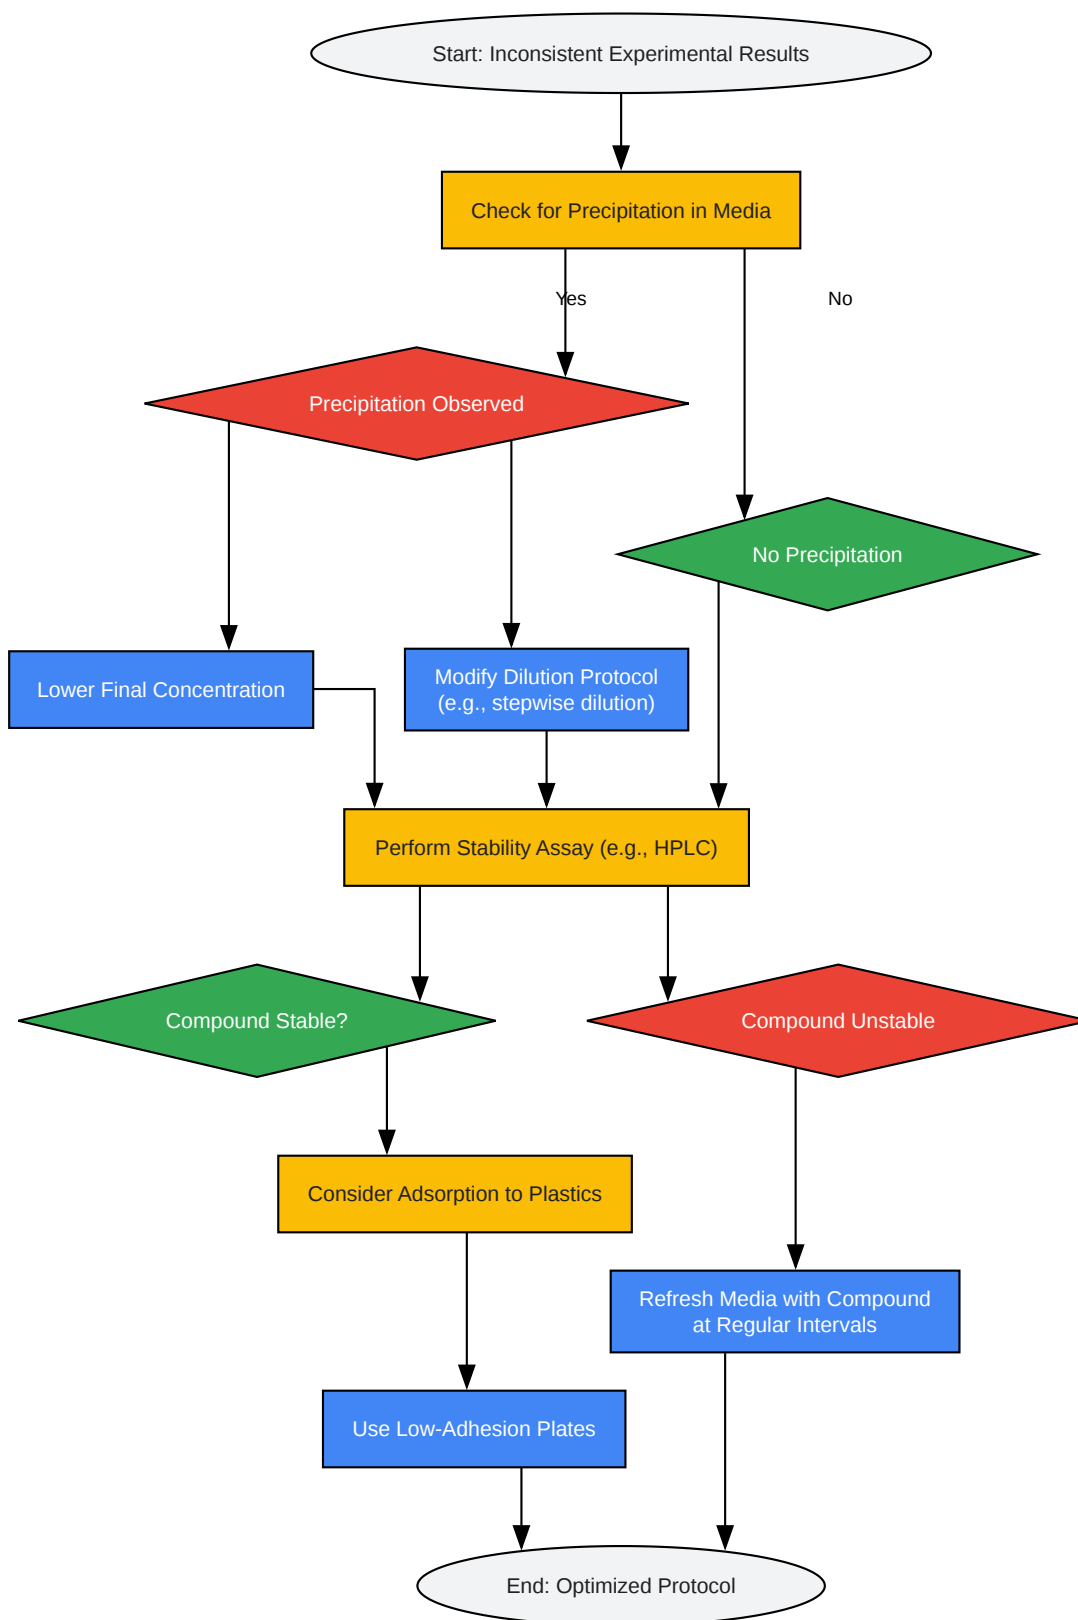 Start: Inconsistent Experimental Results
Check for Precipitation in Media
Yes
No
Precipitation Observed
No Precipitation
Lower Final Concentration
Modify Dilution Protocol
(e.g., stepwise dilution)
Perform Stability Assay (e.g., HPLC)
Compound Stable?
Compound Unstable
Consider Adsorption to Plastics
Refresh Media with Compound
at Regular Intervals
Use Low-Adhesion Plates
End: Optimized Protocol